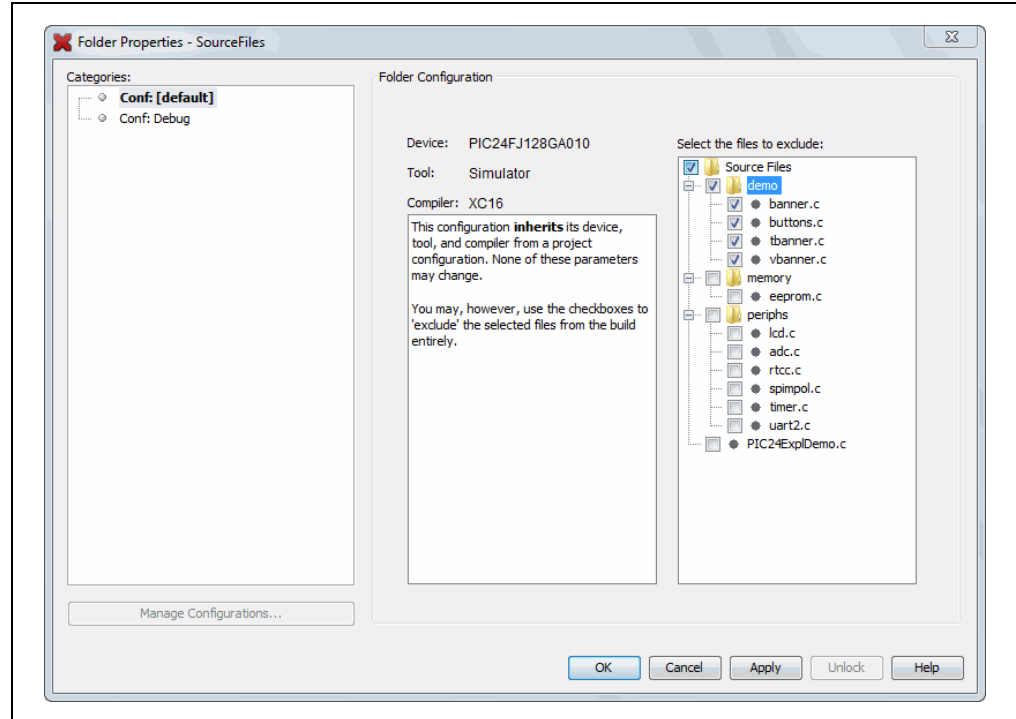 Folder Properties - SourceFiles
Categories:
Conf: [default]
Conf: Debug
Manage Configurations...
Folder Configuration
Device: PIC24FJ128GA010
Tool: Simulator
Compiler: XC16
This configuration inherits its device,
tool, and compiler from a project
configuration. None of these parameters
may change.
You may, however, use the checkboxes to
'exclude' the selected files from the build
entirely.
Select the files to exclude:
Source Files
demo
banner.c
buttons.c
tbanner.c
vbanner.c
memory
eeprom.c
periphs
lcd.c
adc.c
rtcc.c
spimpol.c
timer.c
uart2.c
PIC24ExplDemo.c
OK Cancel Apply Unlock Help